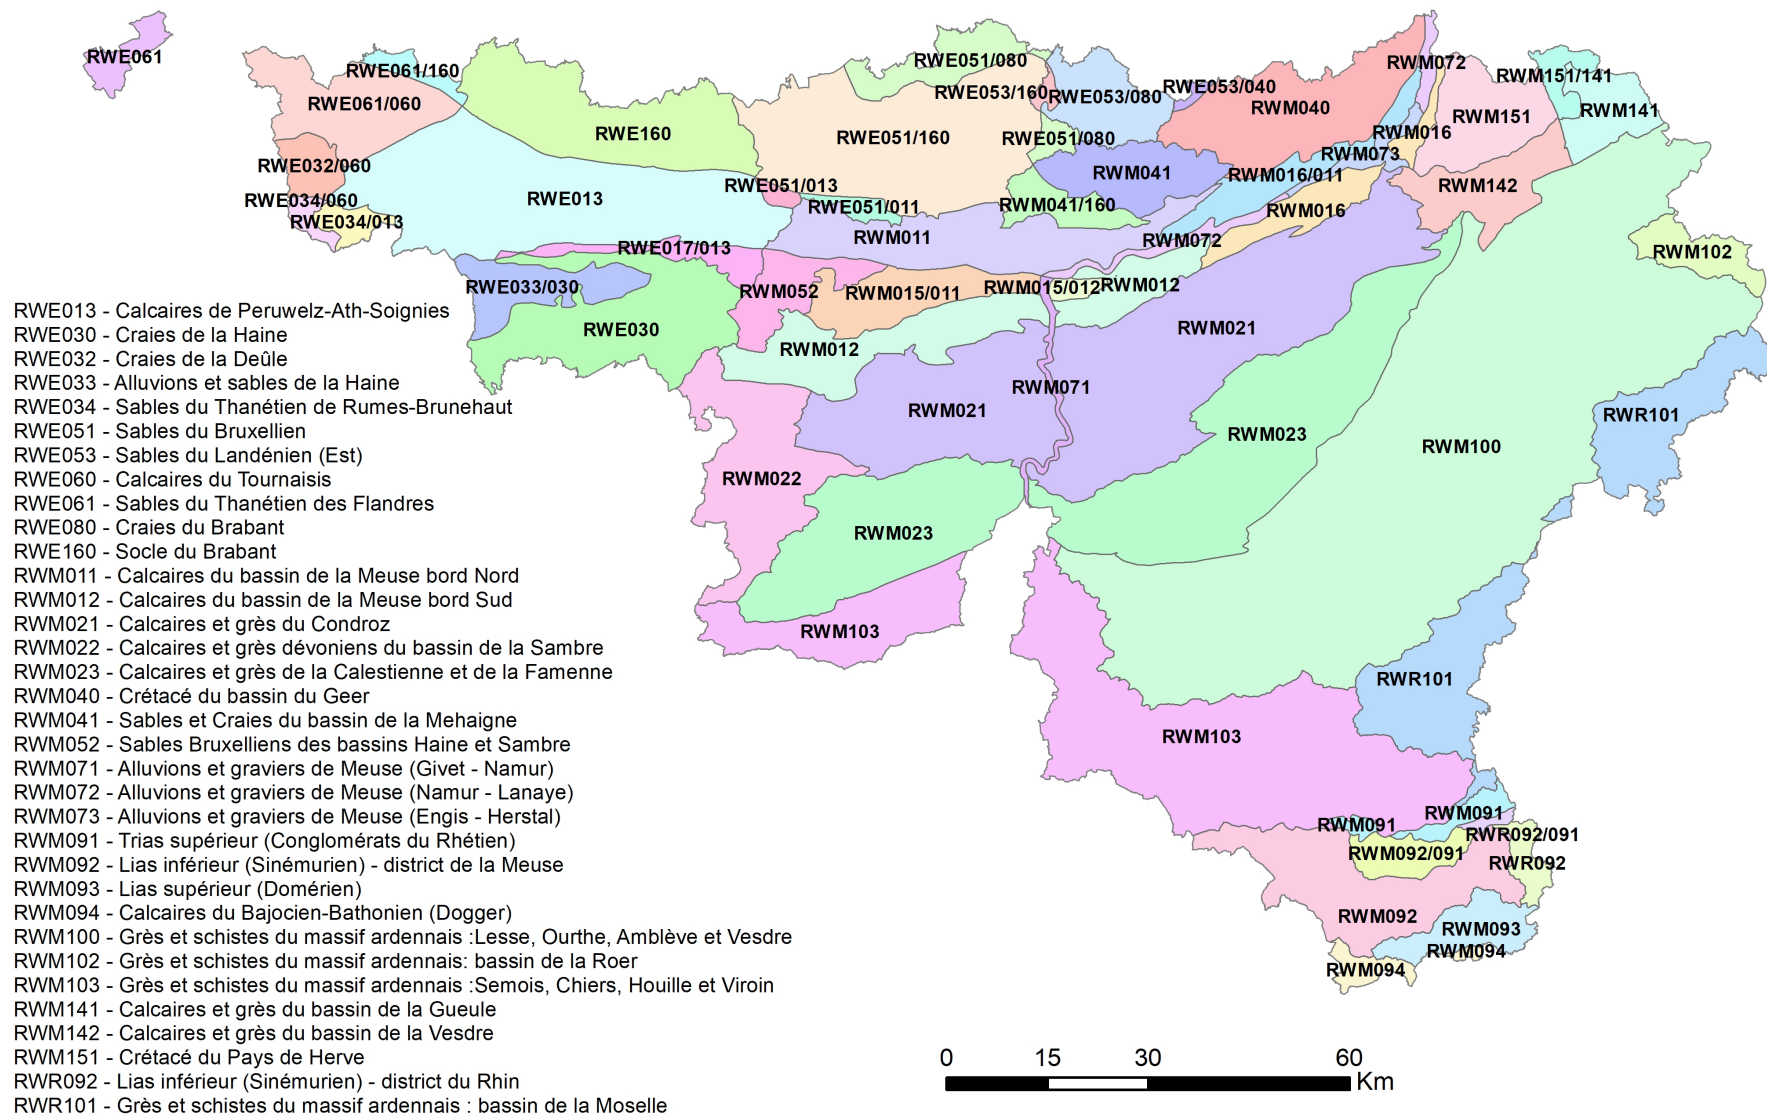 RWE061
RWE061/160
RWE061/060
RWE160
RWE051/080
RWE053/160
RWE053/080
RWE053/040
RWM072
RWM151/141
RWM040
RWM151
RWM141
RWE051/160
RWE051/080
RWM016
RWM073
RWE032/060
RWE034/060
RWE034/013
RWE013
RWE051/013
RWE051/011
RWM041
RWM016/011
RWM142
RWM041/160
RWM016
RWE017/013
RWM011
RWM072
RWM102
RWE033/030
RWM052
RWM015/011
RWM015/012
RWM012
RWE030
RWM012
RWM021
RWM071
RWM021
RWM023
RWM100
RWR101
RWM022
RWM023
RWM103
RWR101
RWM103
RWM091
RWM091
RWR092/091
RWM092/091
RWR092
RWM092
RWM093
RWM094
RWM094
RWE013 - Calcaires de Peruwelz-Ath-Soignies
RWE030 - Craies de la Haine
RWE032 - Craies de la Deûle
RWE033 - Alluvions et sables de la Haine
RWE034 - Sables du Thanétien de Rumes-Brunehaut
RWE051 - Sables du Bruxellien
RWE053 - Sables du Landénien (Est)
RWE060 - Calcaires du Tournaisis
RWE061 - Sables du Thanétien des Flandres
RWE080 - Craies du Brabant
RWE160 - Socle du Brabant
RWM011 - Calcaires du bassin de la Meuse bord Nord
RWM012 - Calcaires du bassin de la Meuse bord Sud
RWM021 - Calcaires et grès du Condroz
RWM022 - Calcaires et grès dévoniens du bassin de la Sambre
RWM023 - Calcaires et grès de la Calestienne et de la Famenne
RWM040 - Crétacé du bassin du Geer
RWM041 - Sables et Craies du bassin de la Mehaigne
RWM052 - Sables Bruxelliens des bassins Haine et Sambre
RWM071 - Alluvions et graviers de Meuse (Givet - Namur)
RWM072 - Alluvions et graviers de Meuse (Namur - Lanaye)
RWM073 - Alluvions et graviers de Meuse (Engis - Herstal)
RWM091 - Trias supérieur (Conglomérats du Rhétien)
RWM092 - Lias inférieur (Sinémurien) - district de la Meuse
RWM093 - Lias supérieur (Domérien)
RWM094 - Calcaires du Bajocien-Bathonien (Dogger)
RWM100 - Grès et schistes du massif ardennais :Lesse, Ourthe, Amblève et Vesdre
RWM102 - Grès et schistes du massif ardennais: bassin de la Roer
RWM103 - Grès et schistes du massif ardennais :Semois, Chiers, Houille et Viroin
RWM141 - Calcaires et grès du bassin de la Gueule
RWM142 - Calcaires et grès du bassin de la Vesdre
RWM151 - Crétacé du Pays de Herve
RWR092 - Lias inférieur (Sinémurien) - district du Rhin
RWR101 - Grès et schistes du massif ardennais : bassin de la Moselle
0 15 30 60
Km